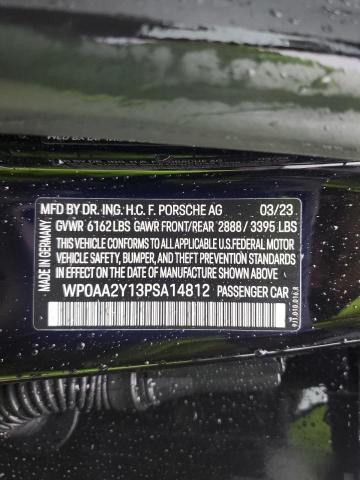 MFD BY DR. ING. H.C. F. PORSCHE AG 03/23
GVWR 6162LBS GAWR FRONT/REAR 2888 / 3395 LBS
THIS VEHICLE CONFORMS TO ALL APPLICABLE U.S. FEDERAL MOTOR
VEHICLE SAFETY, BUMPER, AND THEFT PREVENTION STANDARDS
IN EFFECT ON THE DATE OF MANUFACTURE SHOWN ABOVE.
WP0AA2Y13PSA14812 PASSENGER CAR
MADE IN GERMANY